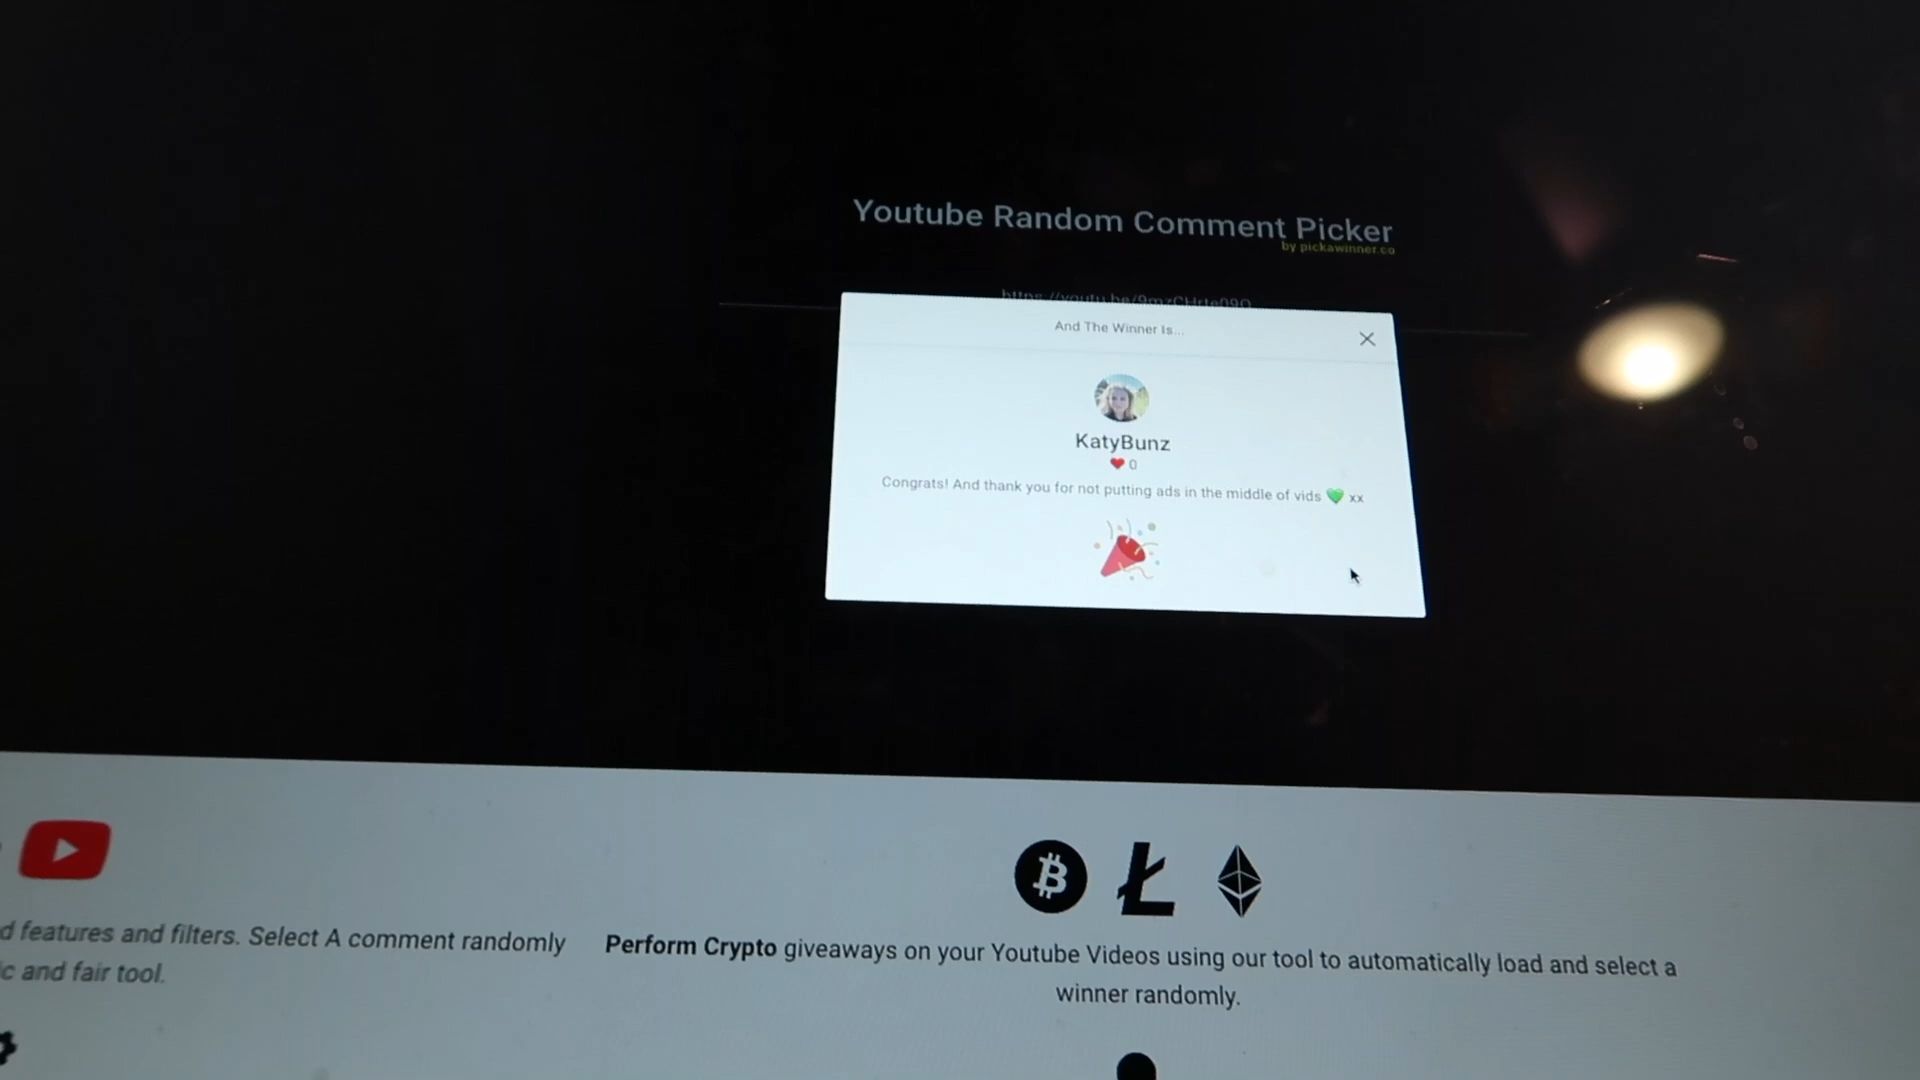 Youtube Random Comment Picker
by pickawinner.co
And The Winner Is...
KatyBunz
0
Congrats! And thank you for not putting ads in the middle of vids 💚 xx
d features and filters. Select A comment randomly
c and fair tool.
Perform Crypto giveaways on your Youtube Videos using our tool to automatically load and select a
winner randomly.